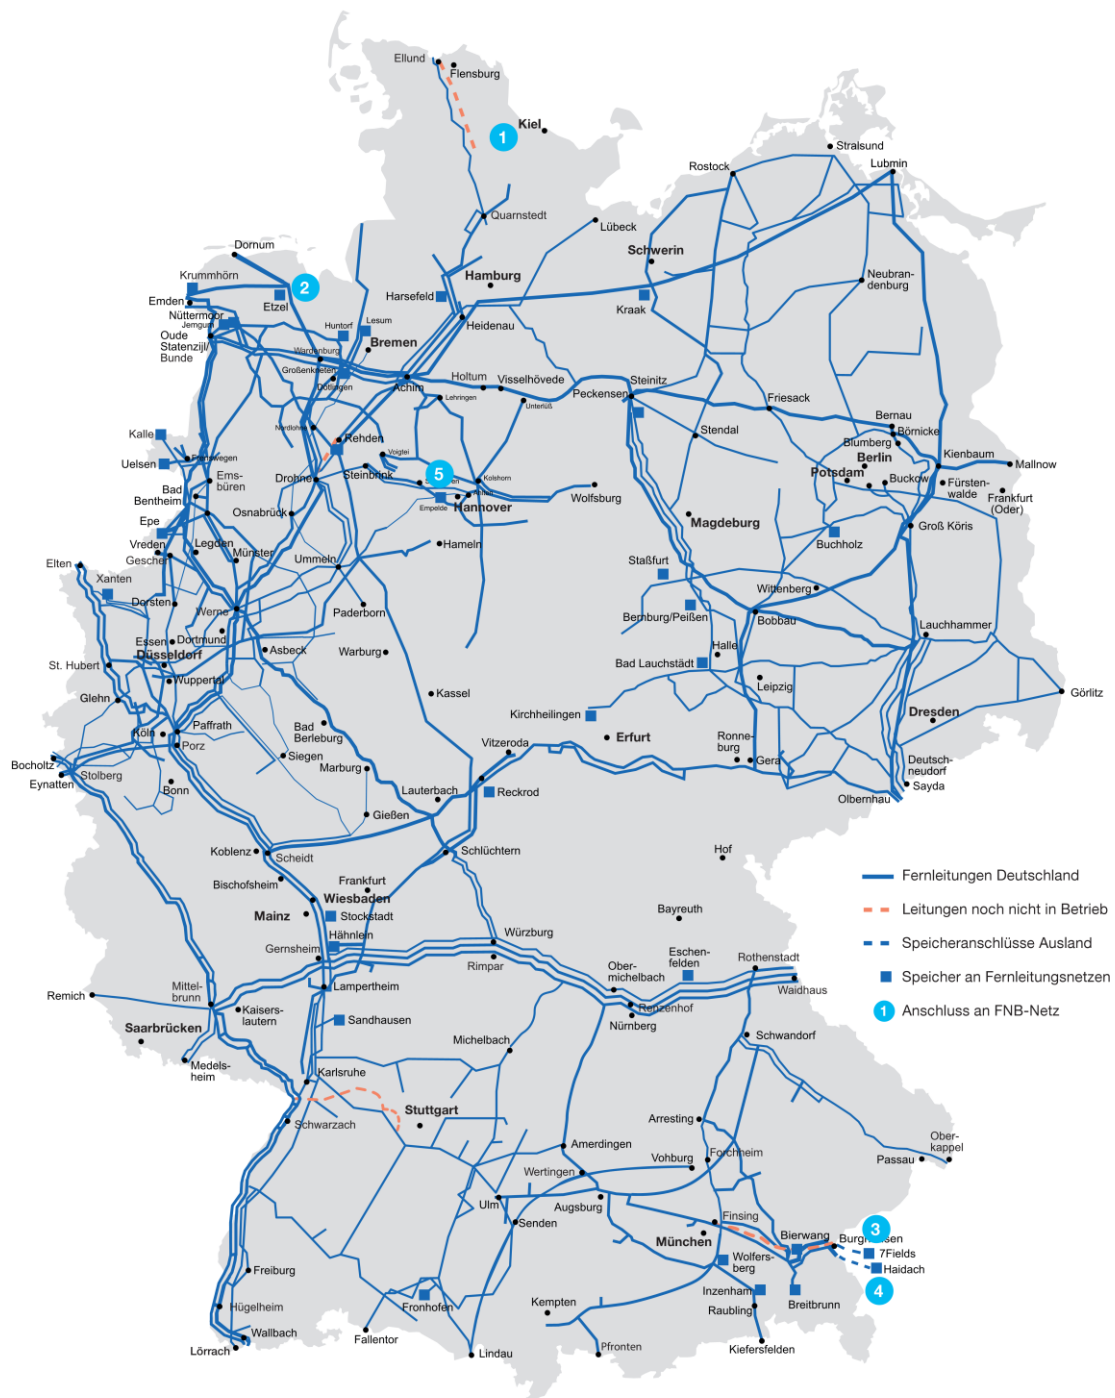 Ellund
Flensburg
1
Kiel
Stralsund
Rostock
Lubmin
Quarnstedt
Lübeck
Dornum
Schwerin
Krummhörn
2
Hamburg
Neubran-
denburg
Etzel
Harsefeld
Emden
Kraak
Nüttermoor
Jemgum
Huntorf
Lesum
Heidenau
Oude
Statenzijl/
Bunde
Bremen
Wardenburg
Großenkneten
Dötlingen
Achim
Holtum
Visselhövede
Steinitz
Peckensen
Lehringen
Unterlüß
Friesack
Bernau
Börnicke
Blumberg
Kalle
Nordlohne
Rehden
Stendal
Voigtei
Berlin
Kienbaum
Mallnow
Uelsen
Steinbrink
5
Potsdam
Buckow
Fürsten-
walde
Frankfurt
(Oder)
Ems-
büren
Drohne
Kolshorn
Wolfsburg
Bad
Bentheim
Empelde
Hannover
Osnabrück
Magdeburg
Groß Köris
Epe
Buchholz
Vreden
Legden
Hameln
Gescher
Münster
Ummeln
Elten
Staßfurt
Xanten
Wittenberg
Dorsten
Werne
Paderborn
Bernburg/Peißen
Bobbau
Lauchhammer
Essen
Dortmund
Düsseldorf
Asbeck
Warburg
Halle
St. Hubert
Bad Lauchstädt
Wuppertal
Leipzig
Glehn
Kassel
Görlitz
Kirchheilingen
Dresden
Köln
Paffrath
Bad
Berleburg
Erfurt
Ronne-
burg
Porz
Vitzeroda
Siegen
Gera
Deutsch-
neudorf
Bocholtz
Stolberg
Marburg
Eynatten
Sayda
Bonn
Lauterbach
Reckrod
Olbernhau
Gießen
Koblenz
Scheidt
Schlüchtern
Hof
Bischofsheim
Frankfurt
Fernleitungen Deutschland
Wiesbaden
Mainz
Stockstadt
Bayreuth
Leitungen noch nicht in Betrieb
Hähnlein
Würzburg
Gernsheim
Eschen-
felden
Speicheranschlüsse Ausland
Rimpar
Ober-
michelbach
Rothenstadt
Speicher an Fernleitungsnetzen
Remich
Mittel-
brunn
Lampertheim
Waidhaus
Kaisers-
lautern
Renzenhof
1
Anschluss an FNB-Netz
Saarbrücken
Sandhausen
Nürnberg
Schwandorf
Michelbach
Medels-
heim
Karlsruhe
Stuttgart
Schwarzach
Arresting
Amerdingen
Ober-
kappel
Forchheim
Passau
Wertingen
Vohburg
Ulm
Augsburg
Senden
Finsing
3
München
Bierwang
Wolfers-
berg
7Fields
Haidach
Freiburg
Inzenham
Breitbrunn
4
Hügelheim
Fronhofen
Kempten
Raubling
Wallbach
Fallentor
Lörrach
Lindau
Pfronten
Kiefersfelden